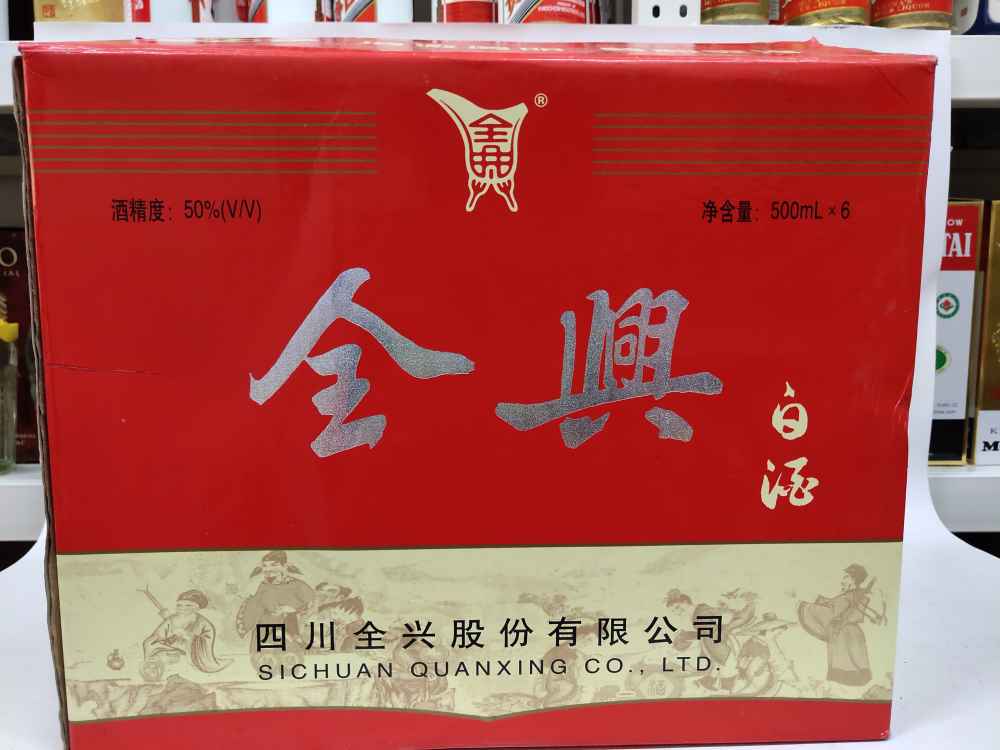 全興
®
酒精度：50%(V/V)
净含量：500mL×6
全興
白酒
四川全兴股份有限公司
SICHUAN QUANXING CO., LTD.
TAI